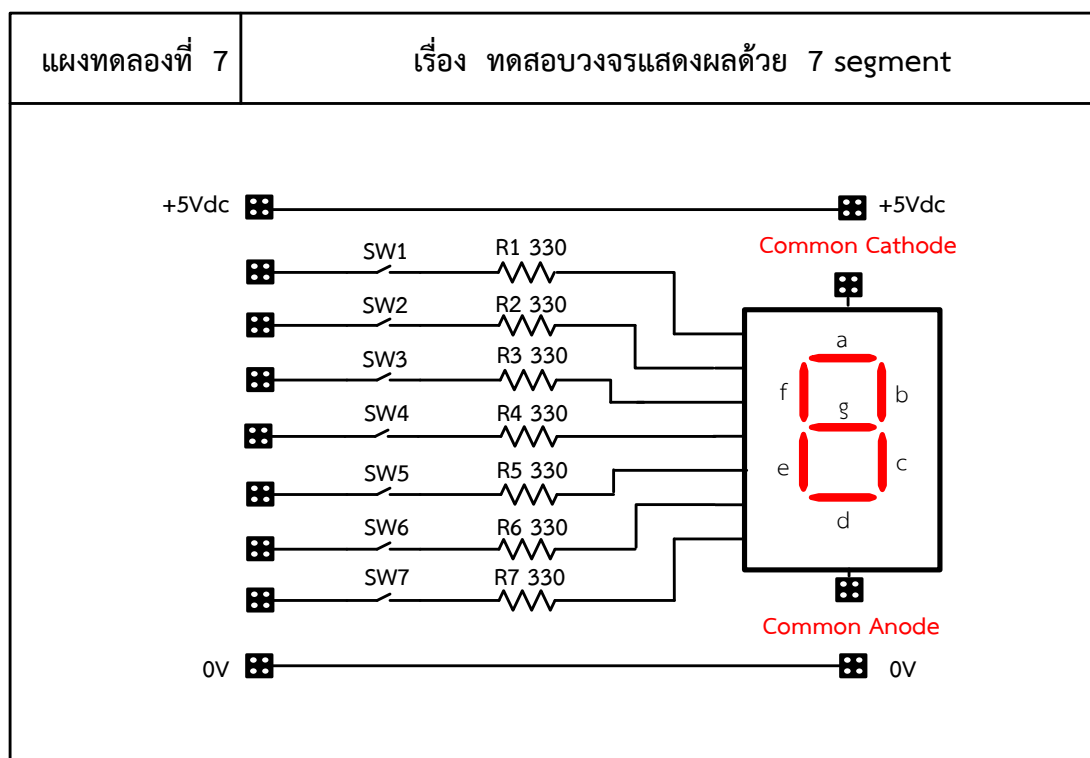 แผงทดลองที่ 7
เรื่อง ทดสอบวงจรแสดงผลด้วย 7 segment
+5Vdc +5Vdc
Common Cathode
SW1 R1 330
SW2 R2 330
SW3 R3 330
SW4 R4 330
SW5 R5 330
SW6 R6 330
SW7 R7 330
a
f b
g
e c
d
Common Anode
0V 0V